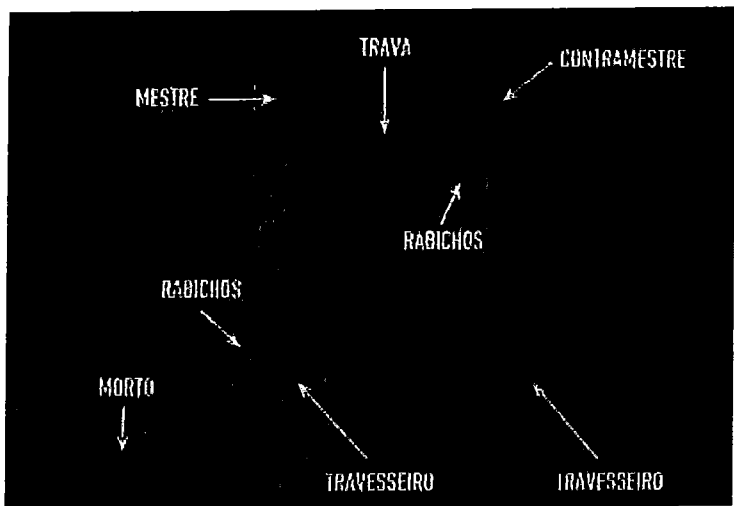 TRAVA
CONTRAMESTRE
MESTRE
RABICHOS
RABICHOS
MORTO
TRAVESSEIRO
TRAVESSEIRO